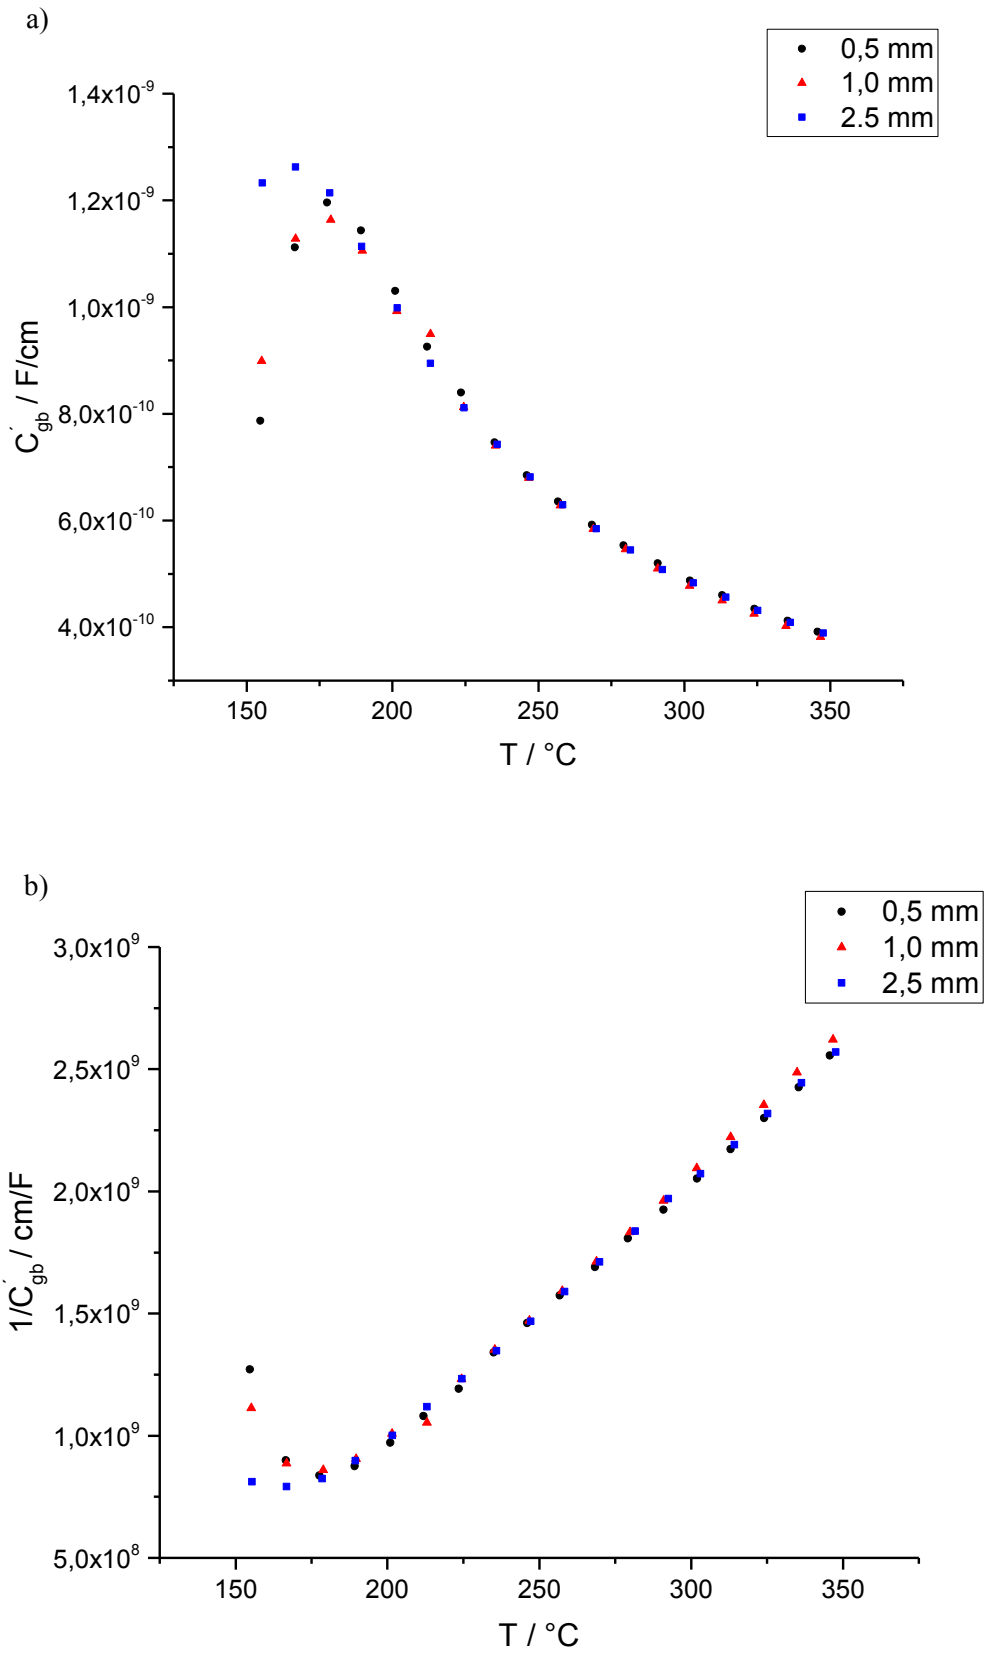 a)
0,5 mm
1,0 mm
2.5 mm
1,4x10⁻⁹
1,2x10⁻⁹
1,0x10⁻⁹
8,0x10⁻¹⁰
6,0x10⁻¹⁰
4,0x10⁻¹⁰
C´gb / F/cm
150 200 250 300 350
T / °C
b)
0,5 mm
1,0 mm
2,5 mm
3,0x10⁹
2,5x10⁹
2,0x10⁹
1,5x10⁹
1,0x10⁹
5,0x10⁸
1/C´gb / cm/F
150 200 250 300 350
T / °C